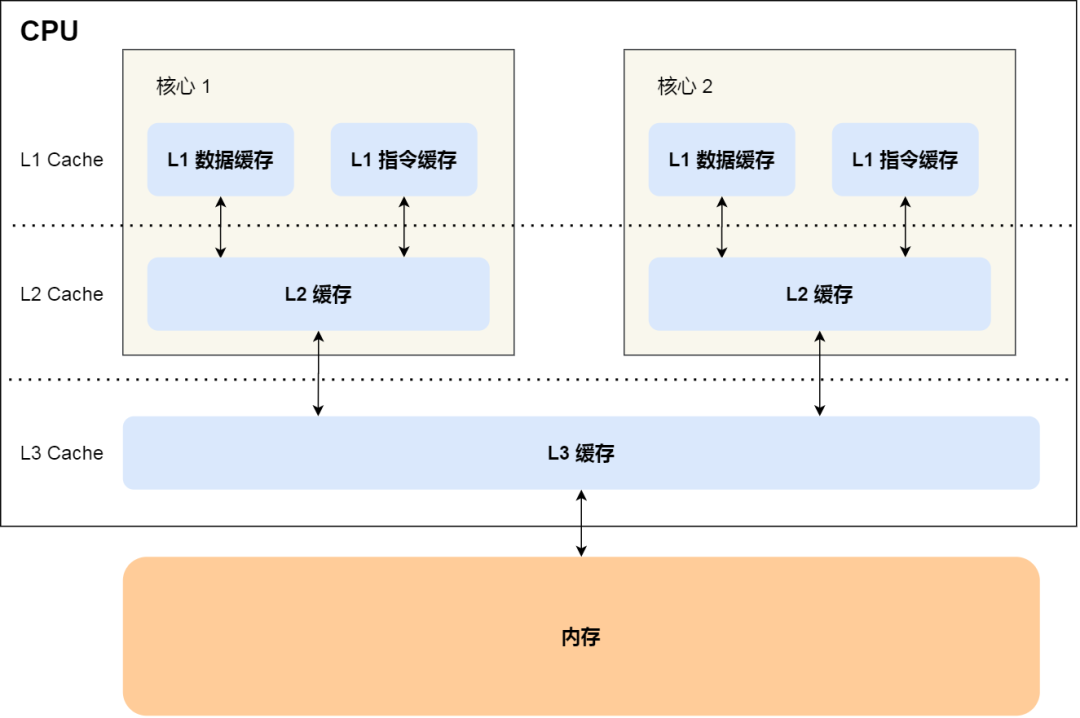 CPU
核心 1
核心 2
L1 Cache
L1 数据缓存
L1 指令缓存
L1 数据缓存
L1 指令缓存
L2 Cache
L2 缓存
L2 缓存
L3 Cache
L3 缓存
内存